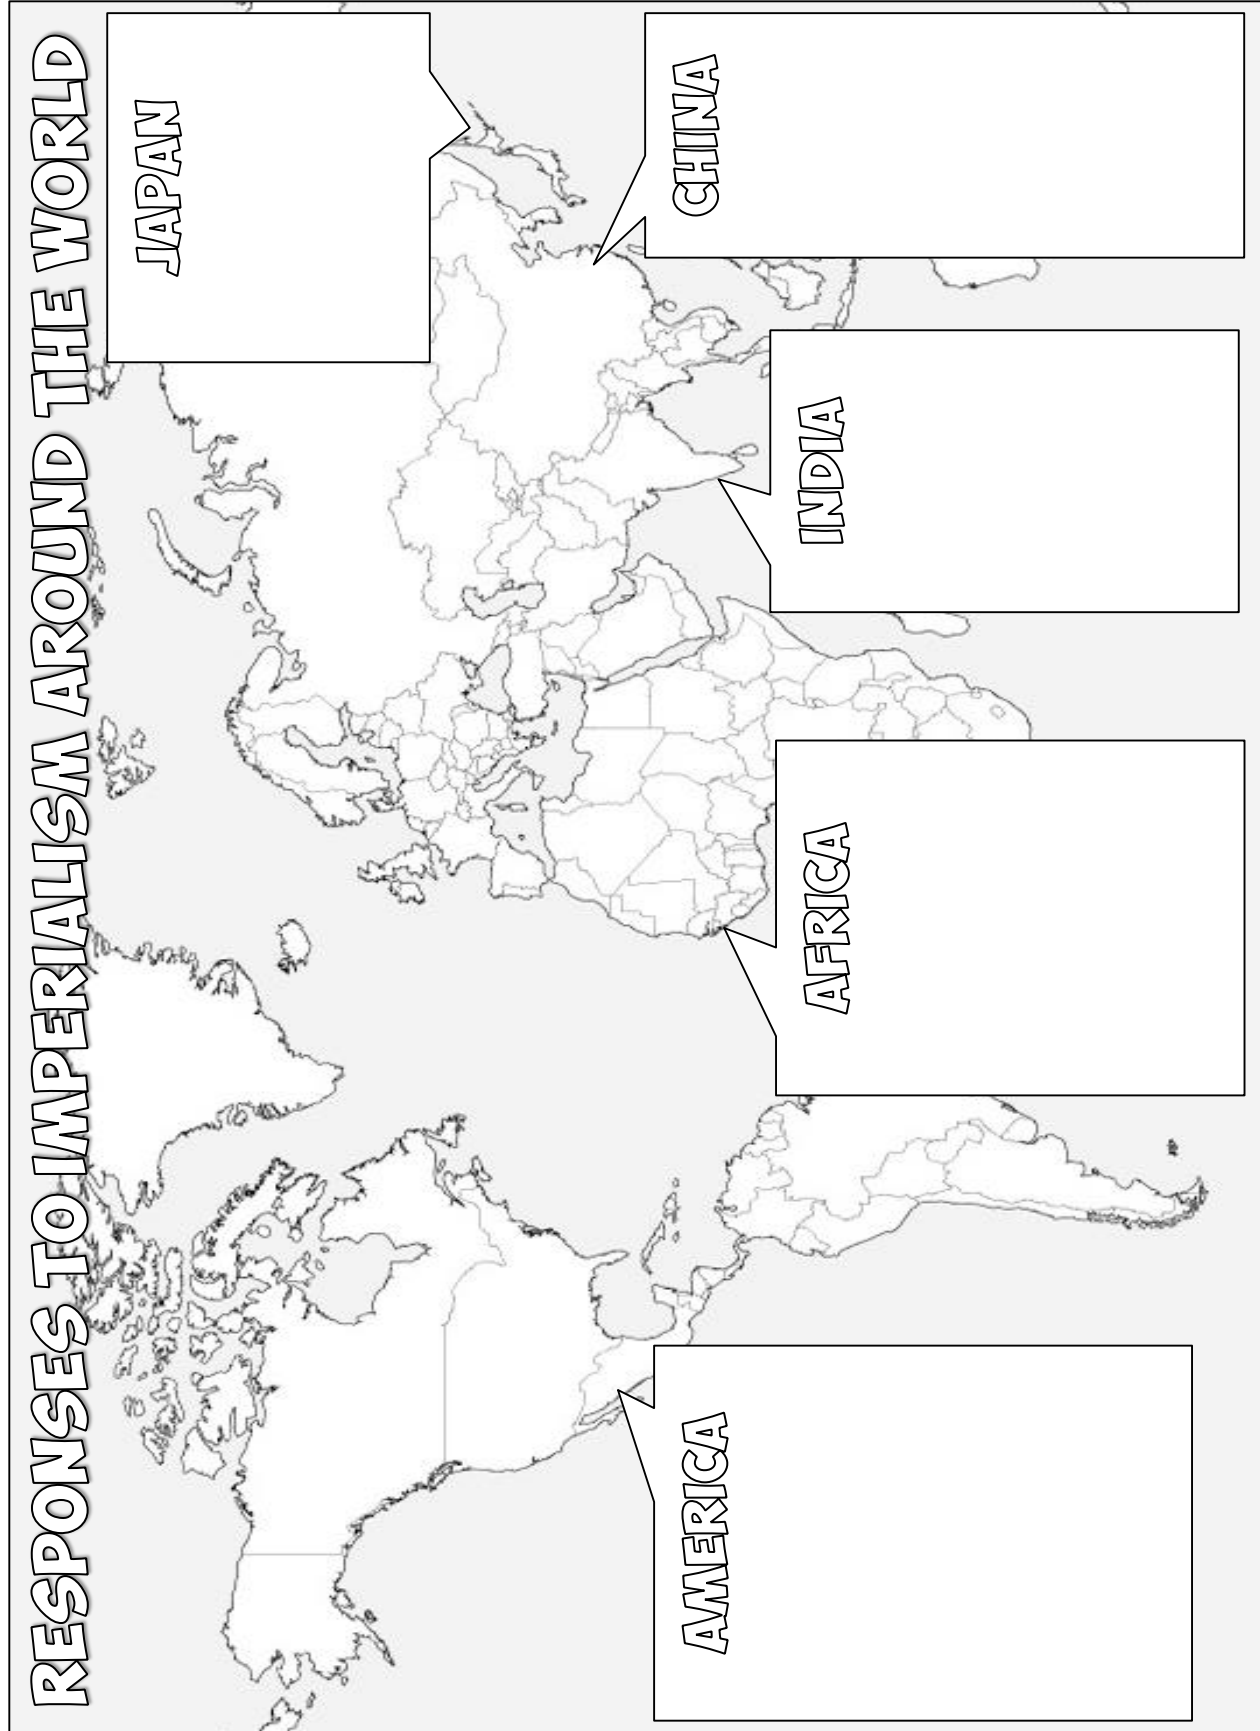 RESPONSES TO IMPERIALISM AROUND THE WORLD
JAPAN
CHINA
INDIA
AFRICA
AMERICA